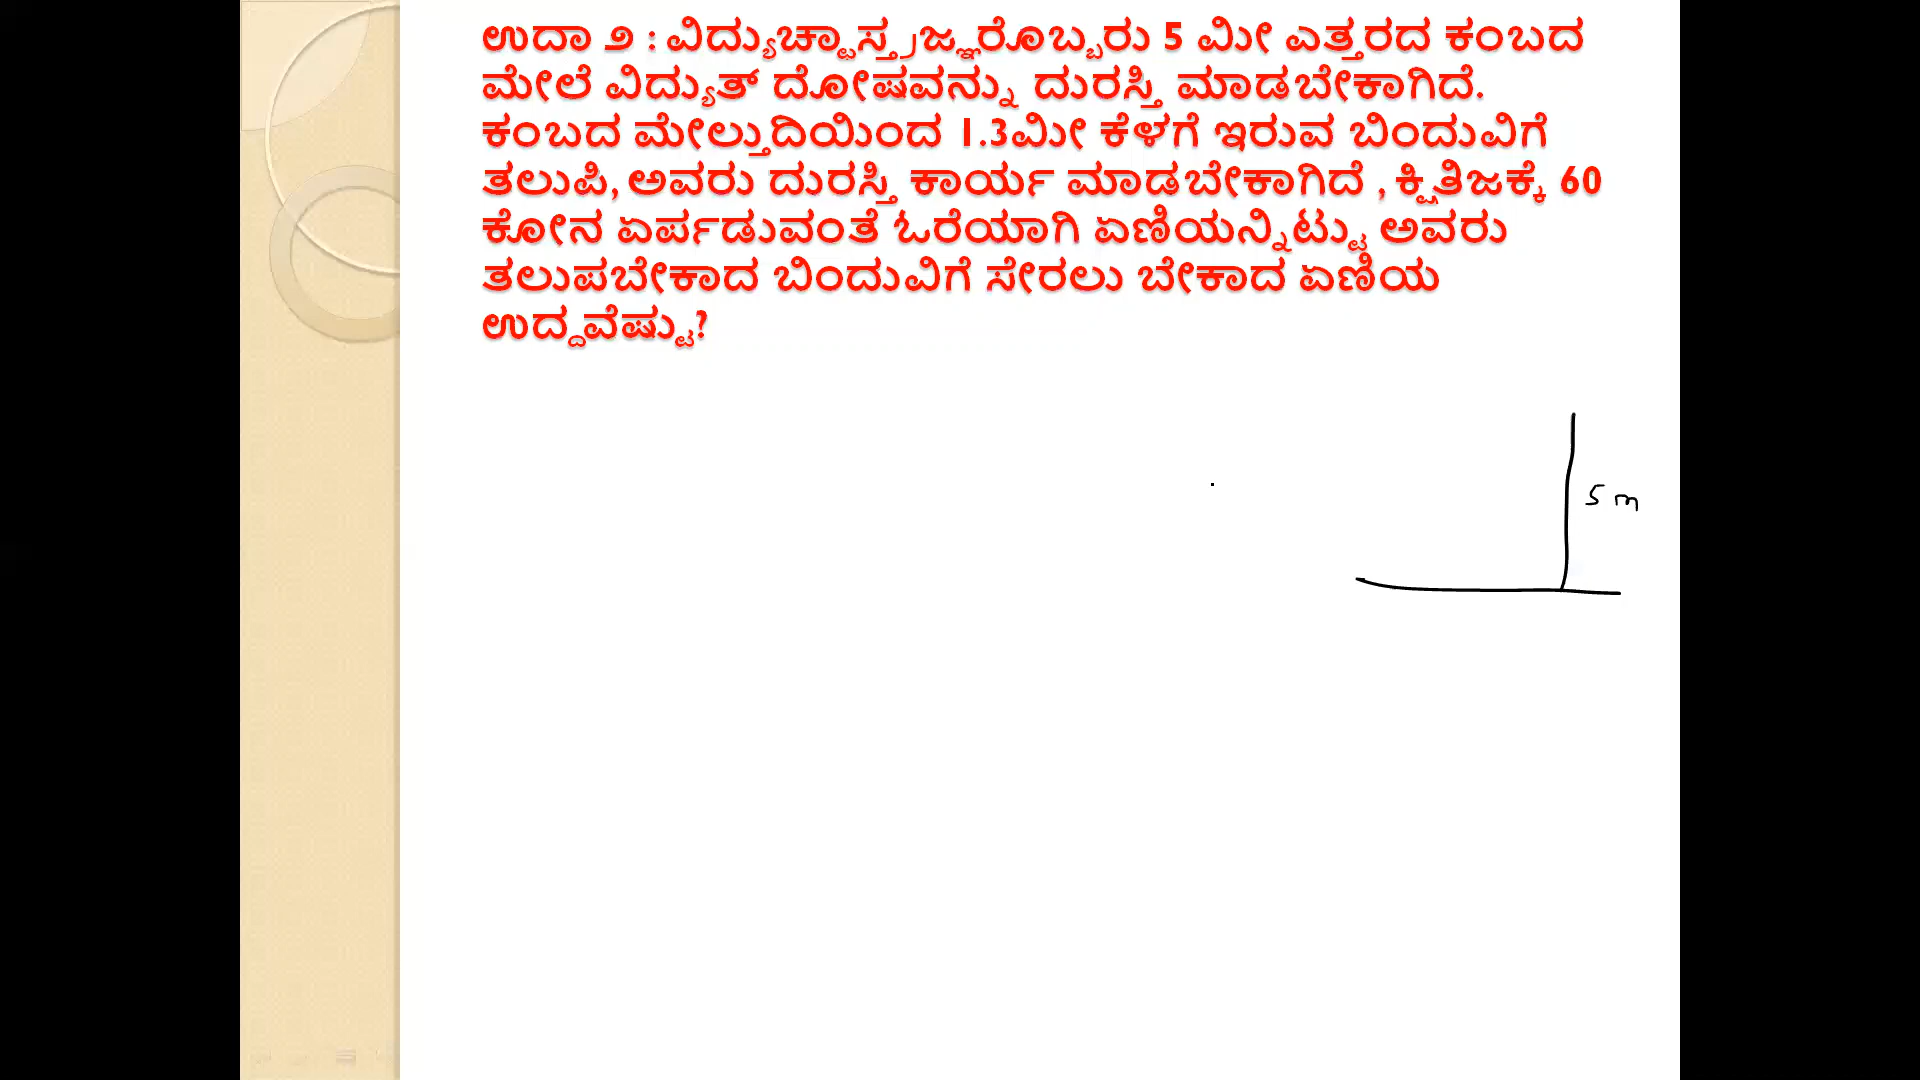 ಉದಾ ೨ : ವಿದ್ಯುಚ್ಛಾಸ್ತ್ರಜ್ಞರೊಬ್ಬರು 5 ಮೀ ಎತ್ತರದ ಕಂಬದ
ಮೇಲೆ ವಿದ್ಯುತ್ ದೋಷವನ್ನು ದುರಸ್ತಿ ಮಾಡಬೇಕಾಗಿದೆ.
ಕಂಬದ ಮೇಲ್ತುದಿಯಿಂದ 1.3ಮೀ ಕೆಳಗೆ ಇರುವ ಬಿಂದುವಿಗೆ
ತಲುಪಿ, ಅವರು ದುರಸ್ತಿ ಕಾರ್ಯ ಮಾಡಬೇಕಾಗಿದೆ , ಕ್ಷಿತಿಜಕ್ಕೆ 60
ಕೋನ ಏರ್ಪಡುವಂತೆ ಓರೆಯಾಗಿ ಏಣಿಯನ್ನಿಟ್ಟು ಅವರು
ತಲುಪಬೇಕಾದ ಬಿಂದುವಿಗೆ ಸೇರಲು ಬೇಕಾದ ಏಣಿಯ
ಉದ್ದವೆಷ್ಟು?
5 m